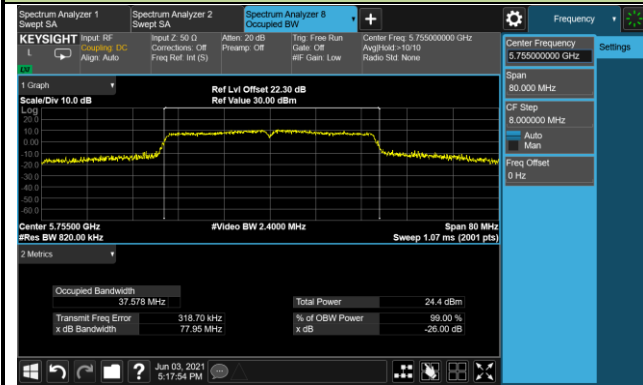 Spectrum Analyzer 1
Swept SA
Spectrum Analyzer 2
Swept SA
Spectrum Analyzer 8
Occupied BW
Frequency
KEYSIGHT
L
Input: RF
Coupling: DC
Align: Auto
Input Z: 50 Ω
Corrections: Off
Freq Ref: Int (S)
Atten: 20 dB
Preamp: Off
Trig: Free Run
Gate: Off
#IF Gain: Low
Center Freq: 5.755000000 GHz
Avg|Hold:>10/10
Radio Std: None
Center Frequency
5.755000000 GHz
Settings
Span
80.000 MHz
CF Step
8.000000 MHz
Auto
Man
Freq Offset
0 Hz
1 Graph
Scale/Div 10.0 dB
Ref Lvl Offset 22.30 dB
Ref Value 30.00 dBm
Log
20.0
10.0
0.00
-10.0
-20.0
-30.0
-40.0
-50.0
-60.0
Center 5.75500 GHz
#Res BW 820.00 kHz
#Video BW 2.4000 MHz
Span 80 MHz
Sweep 1.07 ms (2001 pts)
2 Metrics
Occupied Bandwidth
37.578 MHz
Total Power 24.4 dBm
Transmit Freq Error 318.70 kHz
% of OBW Power 99.00 %
x dB Bandwidth 77.95 MHz
x dB -26.00 dB
?
Jun 03, 2021
5:17:54 PM